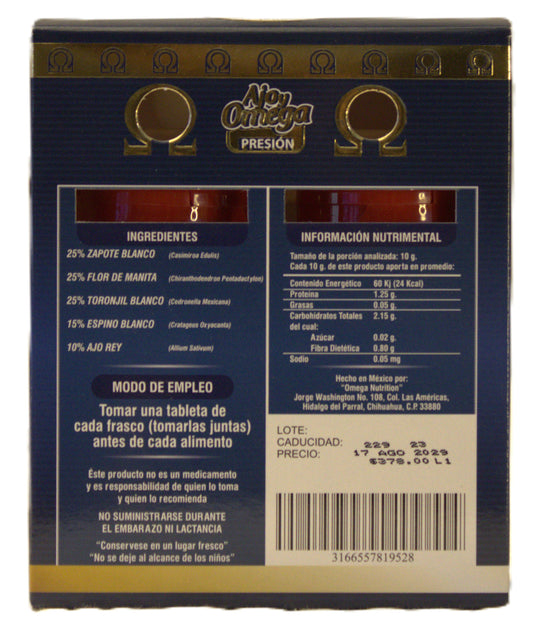 Ajo y
Omega
PRESIÓN
INGREDIENTES
25% ZAPOTE BLANCO (Casimiroa Edulis)
25% FLOR DE MANITA (Chiranthodendron Pentadactylon)
25% TORONJIL BLANCO (Cedronella Mexicana)
15% ESPINO BLANCO (Crataegus Oxyacanta)
10% AJO REY (Allium Sativum)
MODO DE EMPLEO
Tomar una tableta de
cada frasco (tomarlas juntas)
antes de cada alimento
Éste producto no es un medicamento
y es responsabilidad de quien lo toma
y quien lo recomienda
NO SUMINISTRARSE DURANTE
EL EMBARAZO NI LACTANCIA
"Conservese en un lugar fresco"
"No se deje al alcance de los niños"
INFORMACIÓN NUTRIMENTAL
Tamaño de la porción analizada: 10 g.
Cada 10 g. de este producto aporta en promedio:
Contenido Energético 60 Kj (24 Kcal)
Proteína 1.25 g.
Grasas 0.05 g.
Carbohidratos Totales 2.15 g.
del cual:
Azúcar 0.02 g.
Fibra Dietética 0.80 g
Sodio 0.05 mg
Hecho en México por:
"Omega Nutrition"
Jorge Washington No. 108, Col. Las Américas,
Hidalgo del Parral, Chihuahua, C.P. 33880
LOTE: 229 23
CADUCIDAD: 17 AGO 2029
PRECIO: $378.00 L1
3166557819528